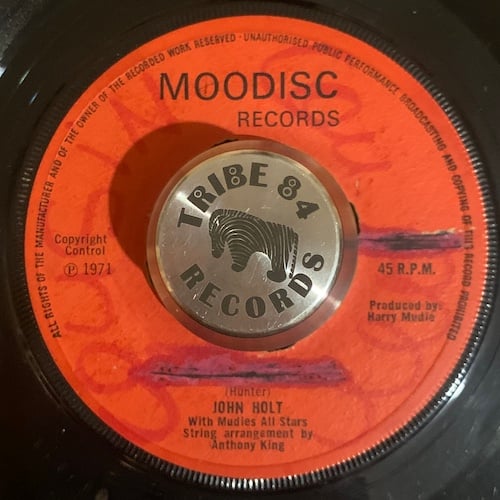 ALL RIGHTS OF THE MANUFACTURER AND OF THE OWNER OF THE RECORDED WORK RESERVED · UNAUTHORISED PUBLIC PERFORMANCE BROADCASTING AND COPYING OF THIS RECORD PROHIBITED
MOODISC
RECORDS
TRIBE 84
RECORDS
Copyright
Control
℗ 1971
45 R.P.M.
Produced by:
Harry Mudie
(Hunter)
JOHN HOLT
With Mudies All Stars
String arrangement by
Anthony King